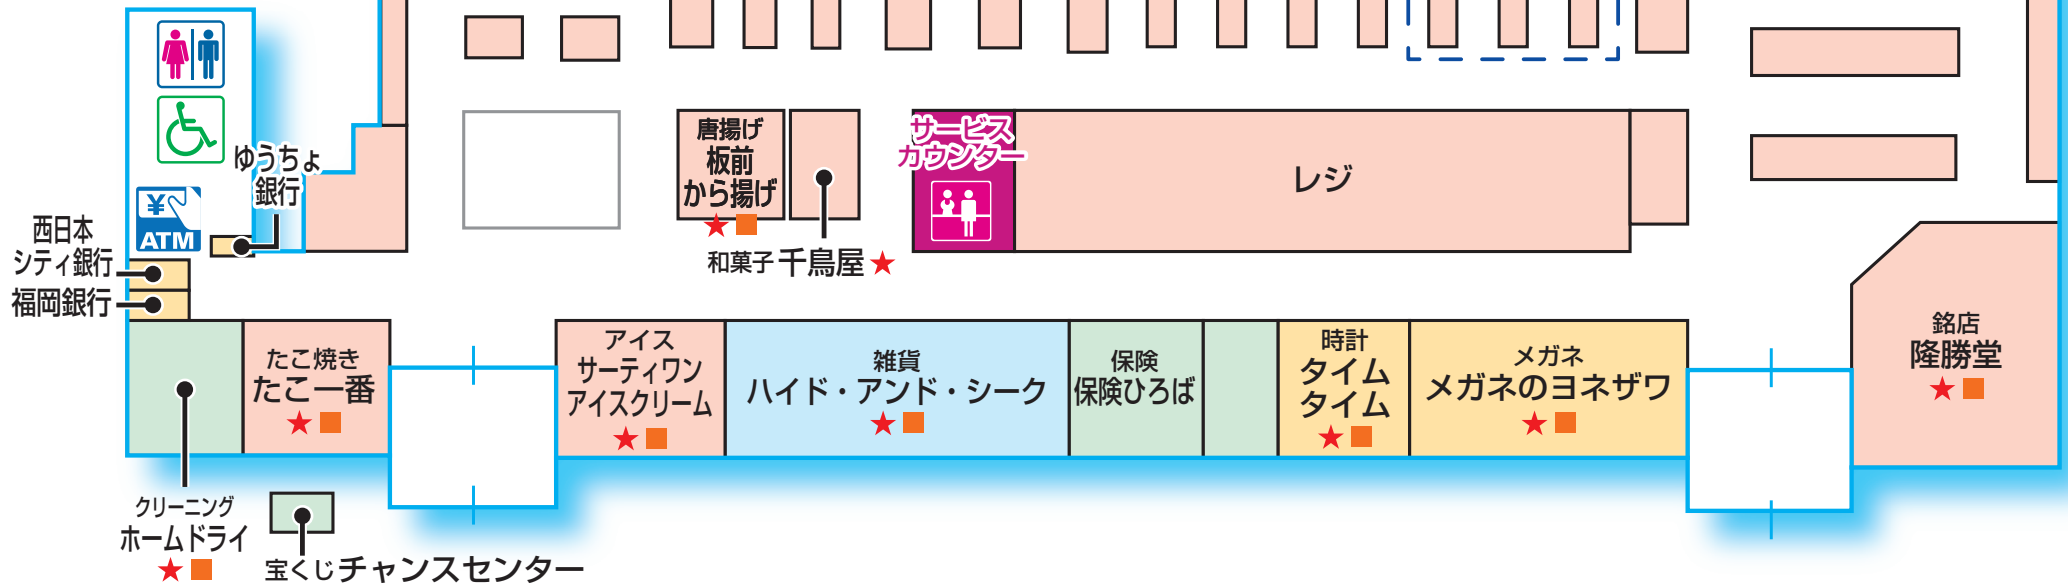 ゆうちょ
銀行
¥
ATM
西日本
シティ銀行
福岡銀行
唐揚げ
板前
から揚げ
★■
和菓子 千鳥屋★
サービス
カウンター
レジ
銘店
隆勝堂
★■
たこ焼き
たこ一番
★■
アイス
サーティワン
アイスクリーム
★■
雑貨
ハイド・アンド・シーク
★■
保険
保険ひろば
時計
タイム
タイム
★■
メガネ
メガネのヨネザワ
★■
クリーニング
ホームドライ
★■
宝くじ チャンスセンター